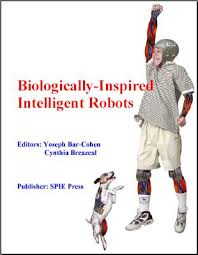 Biologically-Inspired
Intelligent Robots
Editors: Yoseph Bar-Cohen
Cynthia Breazeal
Publisher: SPIE Press